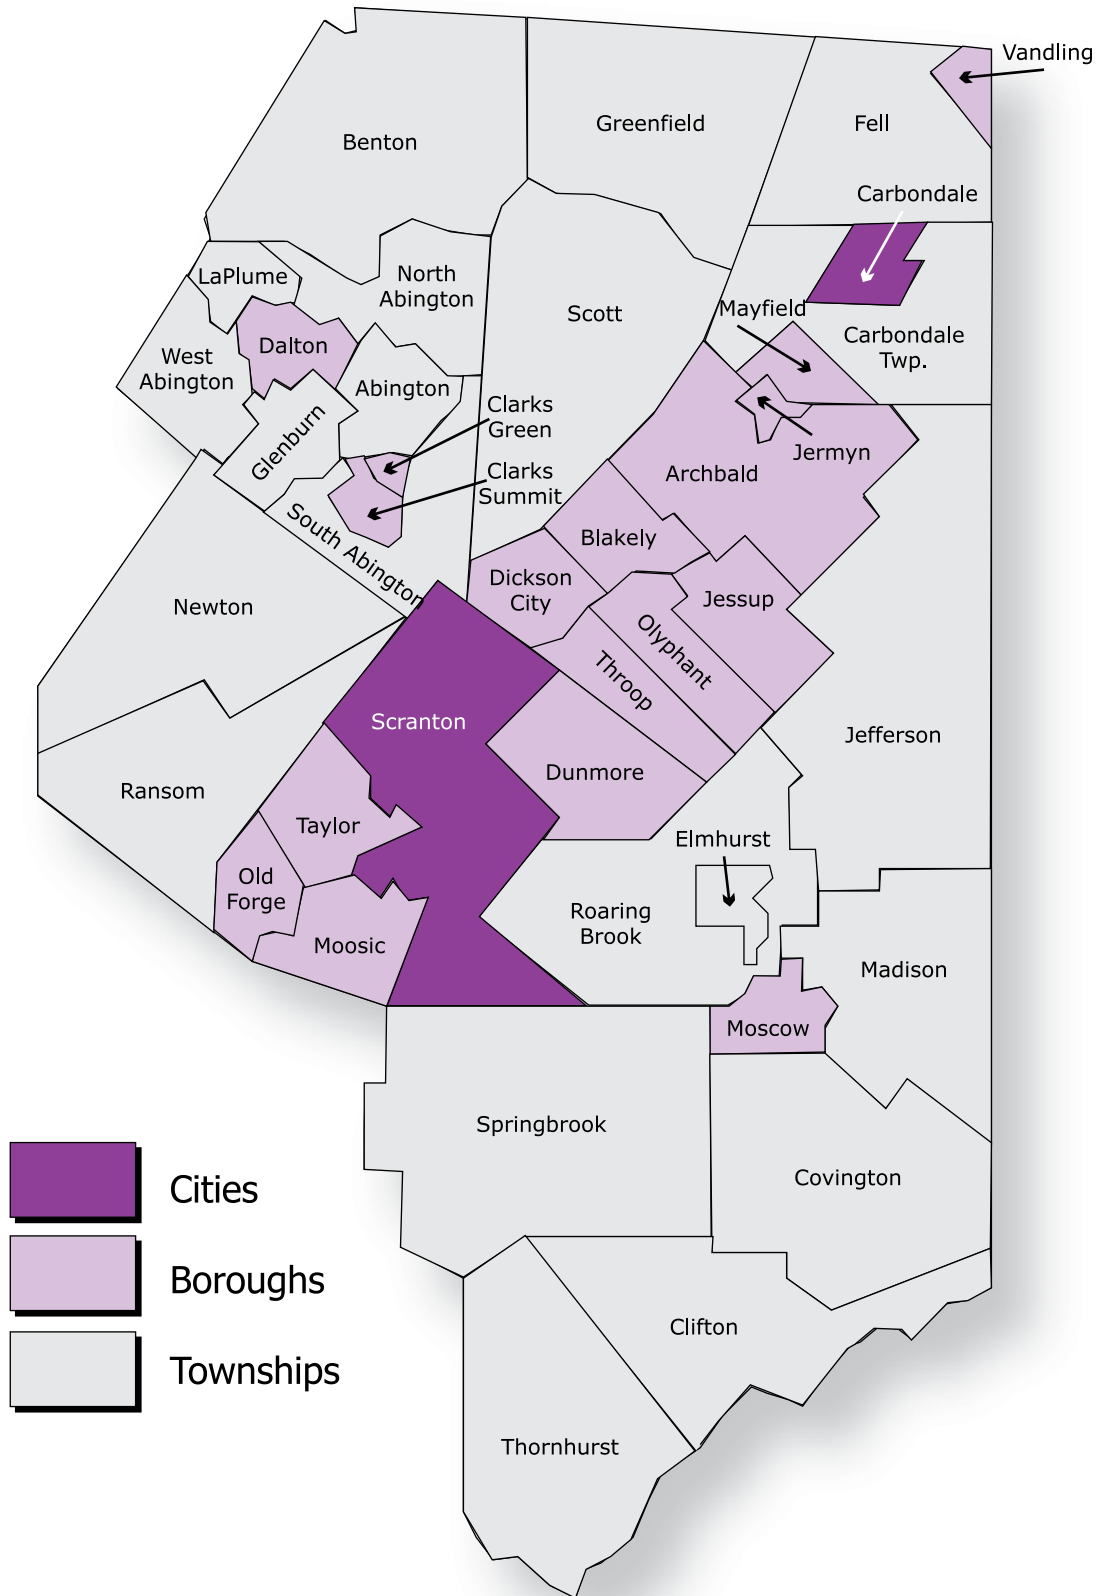 Vandling
Greenfield
Fell
Benton
Carbondale
North
Abington
LaPlume
Scott
Mayfield
Carbondale
Twp.
Dalton
West
Abington
Abington
Clarks
Green
Glenburn
Jermyn
Archbald
Clarks
Summit
South Abington
Blakely
Dickson
City
Jessup
Newton
Olyphant
Throop
Scranton
Jefferson
Dunmore
Ransom
Taylor
Elmhurst
Old
Forge
Roaring
Brook
Moosic
Madison
Moscow
Springbrook
Covington
Cities
Boroughs
Clifton
Townships
Thornhurst